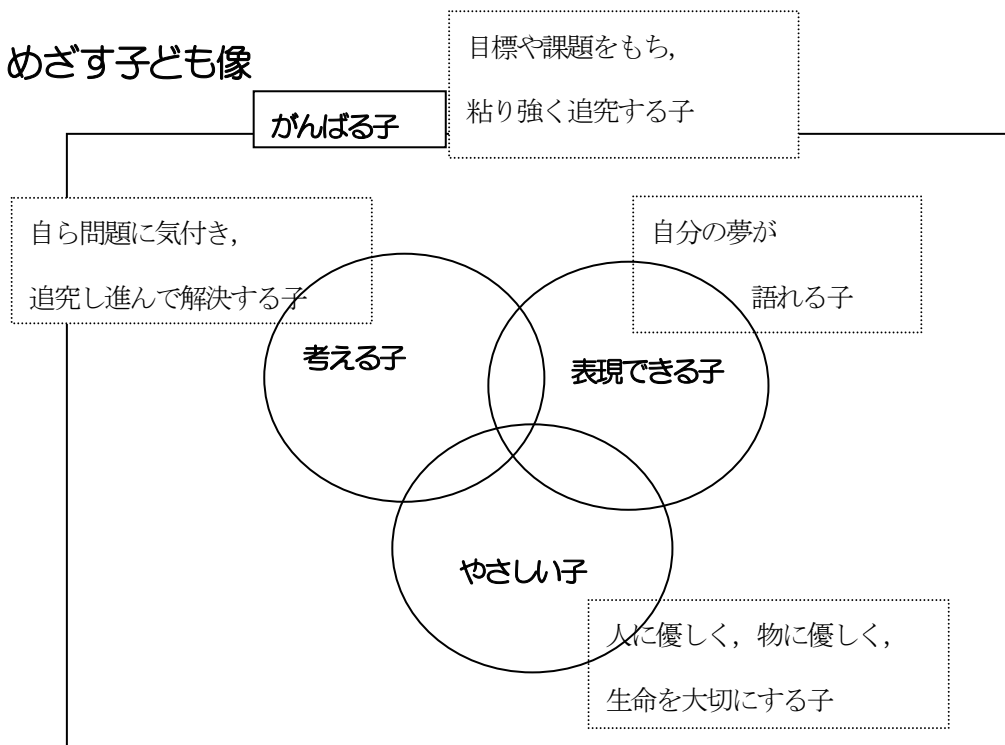 めざす子ども像
目標や課題をもち，
粘り強く追究する子
がんばる子
自ら問題に気付き，
追究し進んで解決する子
自分の夢が
語れる子
考える子
表現できる子
やさしい子
人に優しく，物に優しく，
生命を大切にする子